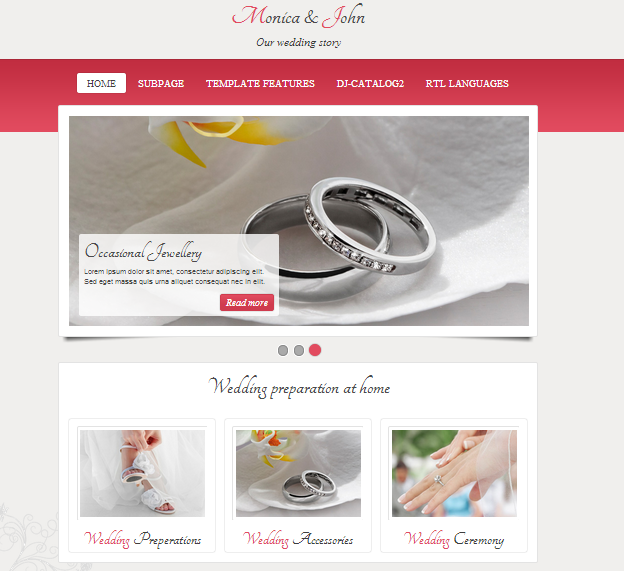 Monica & John
Our wedding story
HOME SUBPAGE TEMPLATE FEATURES DJ-CATALOG2 RTL LANGUAGES
Occasional Jewellery
Lorem ipsum dolor sit amet, consectetur adipiscing elit.
Sed eget massa quis urna aliquet consequat nec in elit.
Read more
Wedding preparation at home
Wedding Preperations
Wedding Accessories
Wedding Ceremony